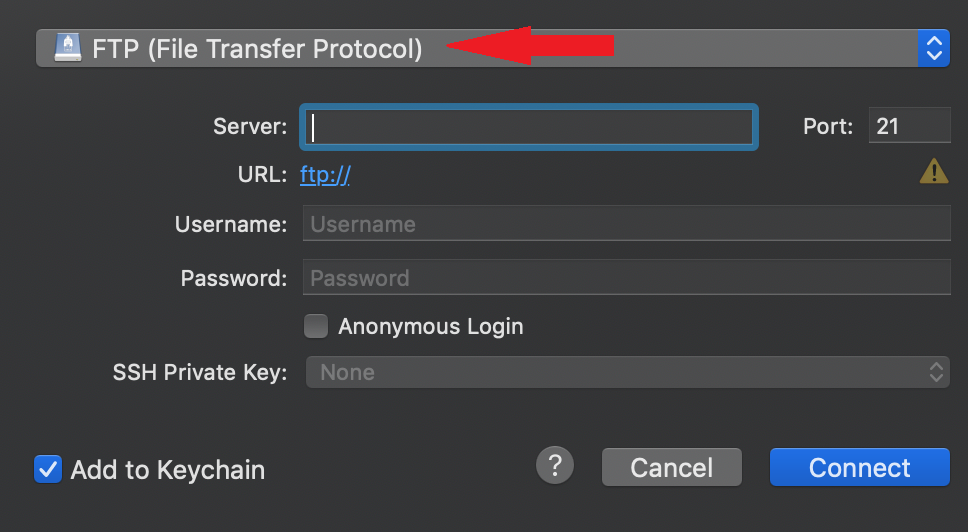 FTP (File Transfer Protocol)
Server: Port: 21
URL: ftp://
Username: Username
Password: Password
Anonymous Login
SSH Private Key: None
Add to Keychain ? Cancel Connect